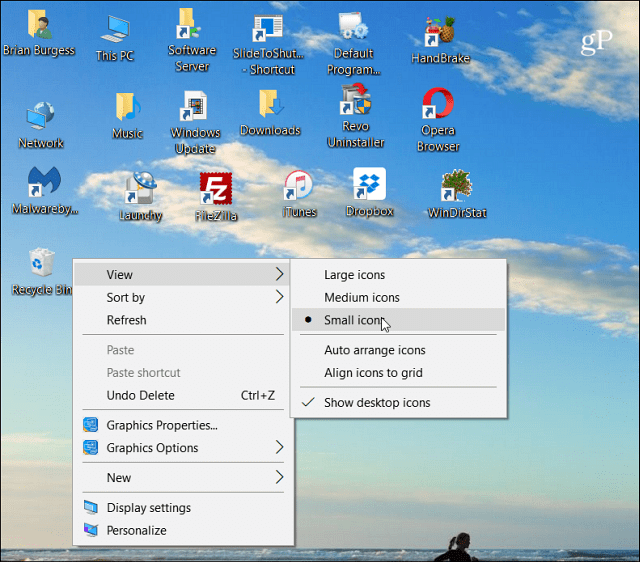 gP
Brian Burgess
This PC
Software
Server
SlideToShut...
- Shortcut
Default
Program...
HandBrake
Network
Music
Windows
Update
Downloads
Revo
Uninstaller
Opera
Browser
Malwareby...
Launchy
FileZilla
iTunes
Dropbox
WinDirStat
Recycle Bin
View
Sort by
Refresh
Paste
Paste shortcut
Undo Delete Ctrl+Z
Graphics Properties...
Graphics Options
New
Display settings
Personalize
Large icons
Medium icons
Small icons
Auto arrange icons
Align icons to grid
Show desktop icons